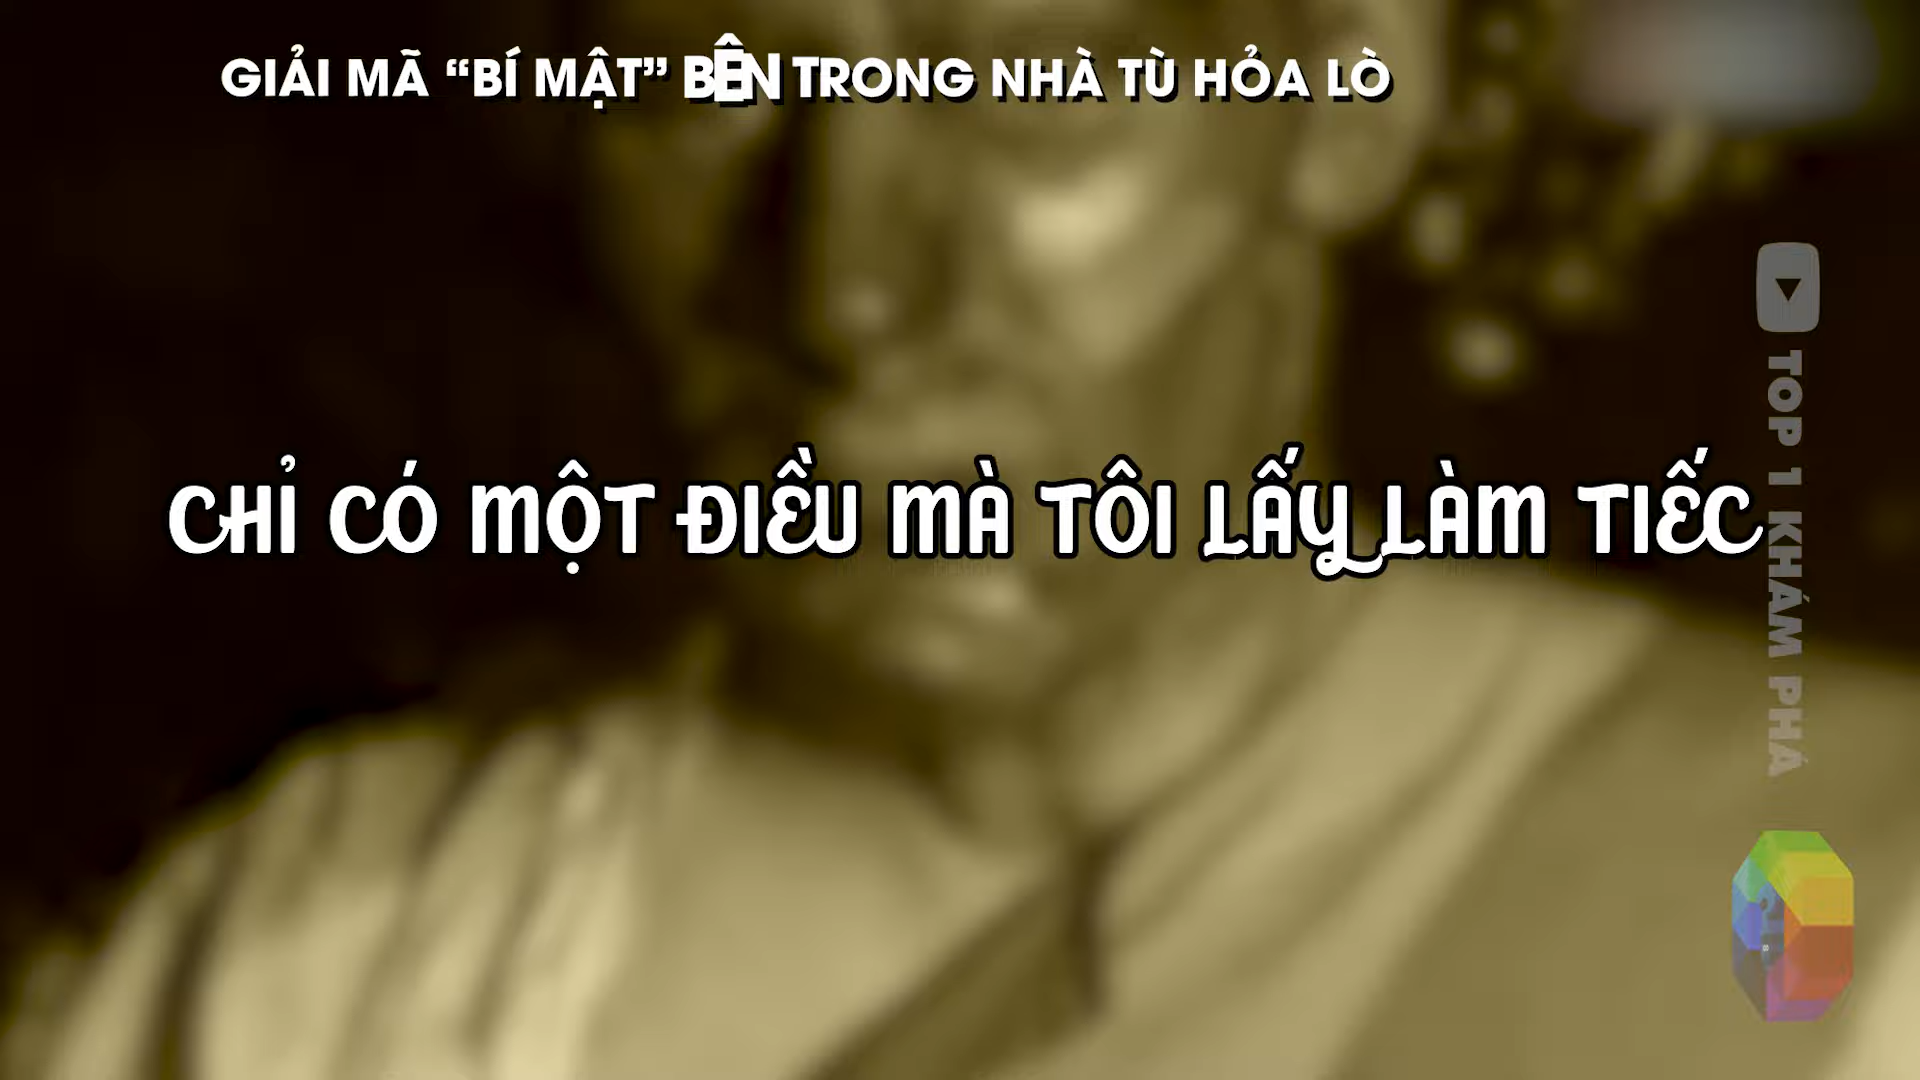 GIẢI MÃ “BÍ MẬT” BÊN TRONG NHÀ TÙ HỎA LÒ
CHỈ CÓ MỘT ĐIỀU MÀ TÔI LẤY LÀM TIẾC
TOP 1 KHÁM PHÁ